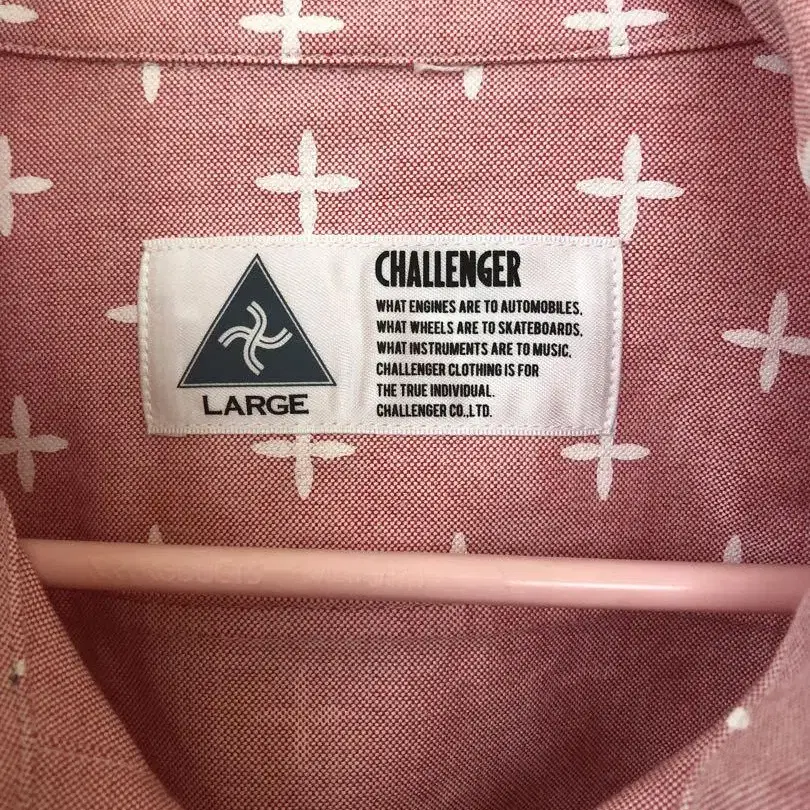 CHALLENGER
WHAT ENGINES ARE TO AUTOMOBILES,
WHAT WHEELS ARE TO SKATEBOARDS,
WHAT INSTRUMENTS ARE TO MUSIC,
CHALLENGER CLOTHING IS FOR
THE TRUE INDIVIDUAL.
CHALLENGER CO.,LTD.
LARGE